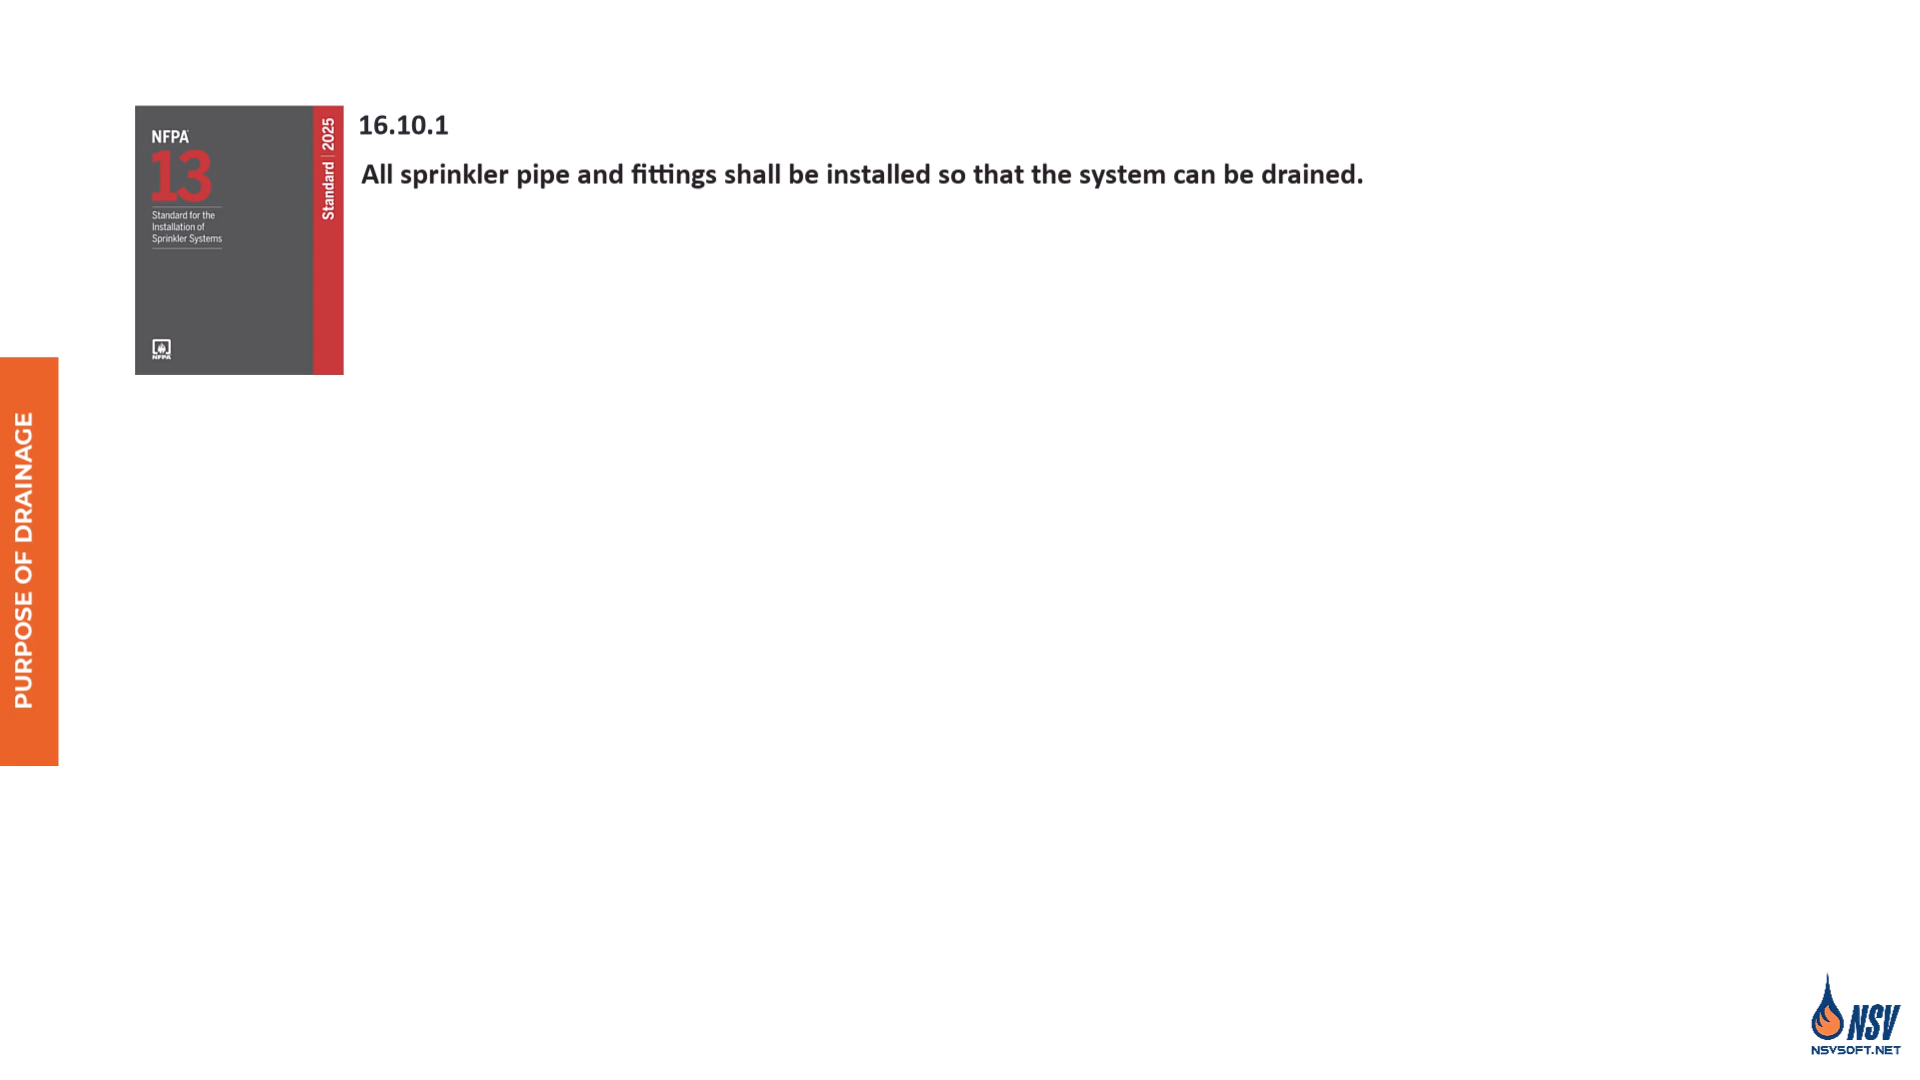 NFPA
13
Standard for the
Installation of
Sprinkler Systems
NFPA
Standard | 2025
16.10.1
All sprinkler pipe and fittings shall be installed so that the system can be drained.
PURPOSE OF DRAINAGE
NSV
NSVSOFT.NET